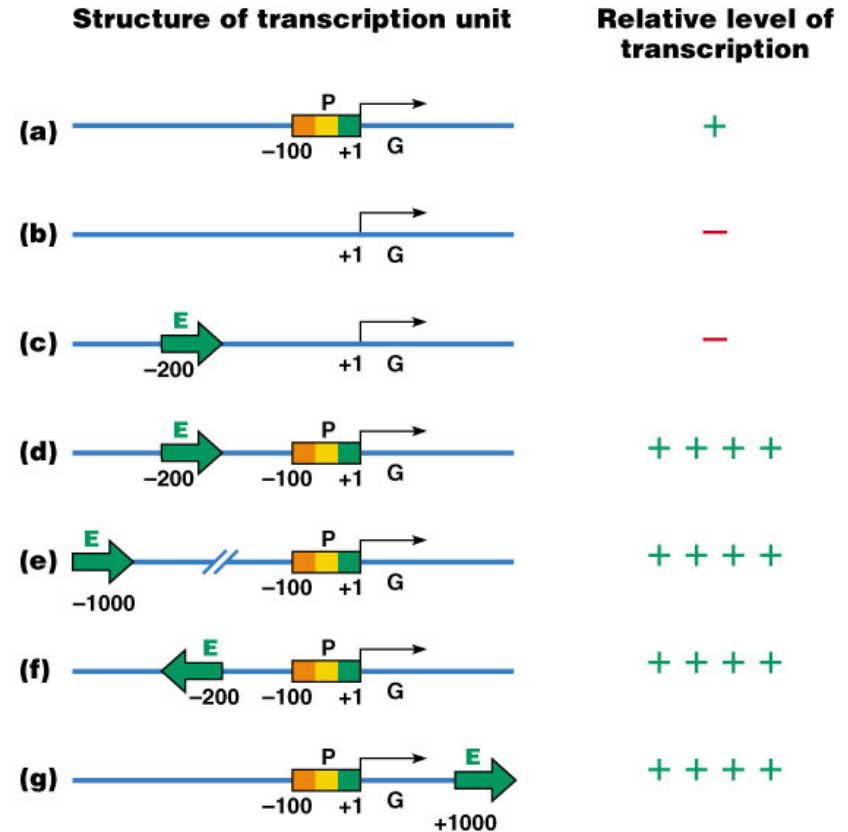 Structure of transcription unit
Relative level of
transcription
(a) P +
–100 +1 G
(b) –
+1 G
(c) E –
–200 +1 G
(d) E P + + + +
–200 –100 +1 G
(e) E P + + + +
–1000 –100 +1 G
(f) E P + + + +
–200 –100 +1 G
(g) P E + + + +
–100 +1 G +1000